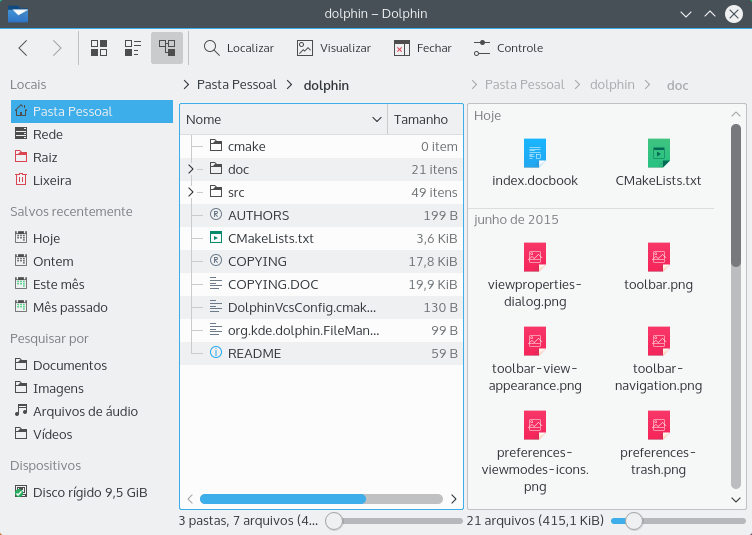 dolphin – Dolphin
Localizar
Visualizar
Fechar
Controle
Locais
Pasta Pessoal
Rede
Raiz
Lixeira
Salvos recentemente
Hoje
Ontem
Este mês
Mês passado
Pesquisar por
Documentos
Imagens
Arquivos de áudio
Vídeos
Dispositivos
Disco rígido 9,5 GiB
Pasta Pessoal dolphin
Nome Tamanho
cmake 0 item
doc 21 itens
src 49 itens
AUTHORS 199 B
CMakeLists.txt 3,6 KiB
COPYING 17,8 KiB
COPYING.DOC 19,9 KiB
DolphinVcsConfig.cmak... 130 B
org.kde.dolphin.FileMan... 99 B
README 59 B
3 pastas, 7 arquivos (4...
Pasta Pessoal dolphin doc
Hoje
index.docbook
CMakeLists.txt
junho de 2015
viewproperties-
dialog.png
toolbar.png
toolbar-view-
appearance.png
toolbar-
navigation.png
preferences-
viewmodes-icons.
png
preferences-
trash.png
21 arquivos (415,1 KiB)